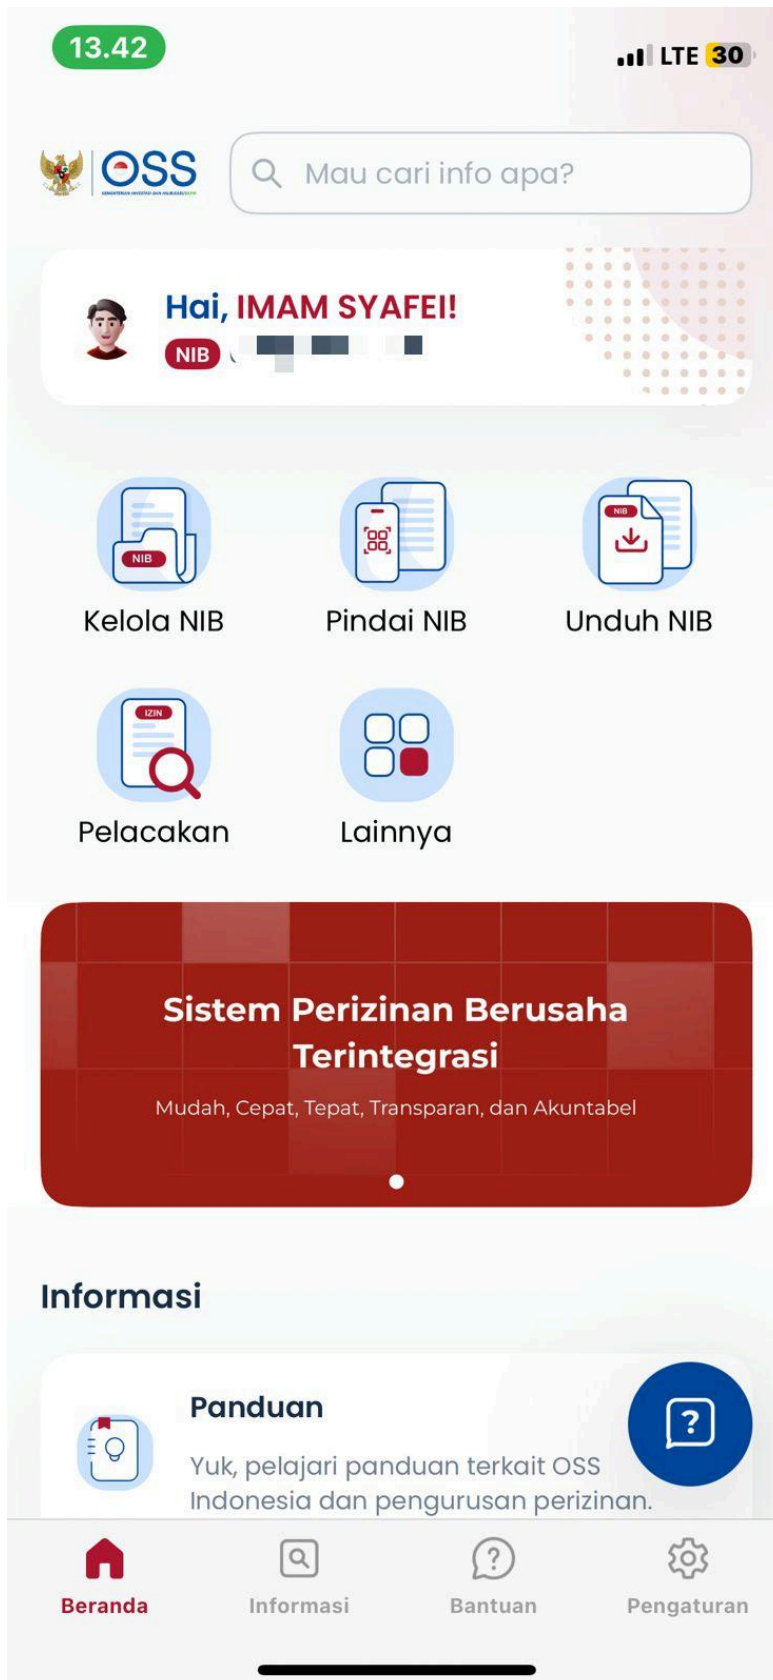 13.42
LTE 30
OSS
Mau cari info apa?
Hai, IMAM SYAFEI!
NIB
NIB
NIB
Kelola NIB
Pindai NIB
Unduh NIB
IZIN
Pelacakan
Lainnya
Sistem Perizinan Berusaha
Terintegrasi
Mudah, Cepat, Tepat, Transparan, dan Akuntabel
Informasi
Panduan
Yuk, pelajari panduan terkait OSS
Indonesia dan pengurusan perizinan.
Beranda
Informasi
Bantuan
Pengaturan